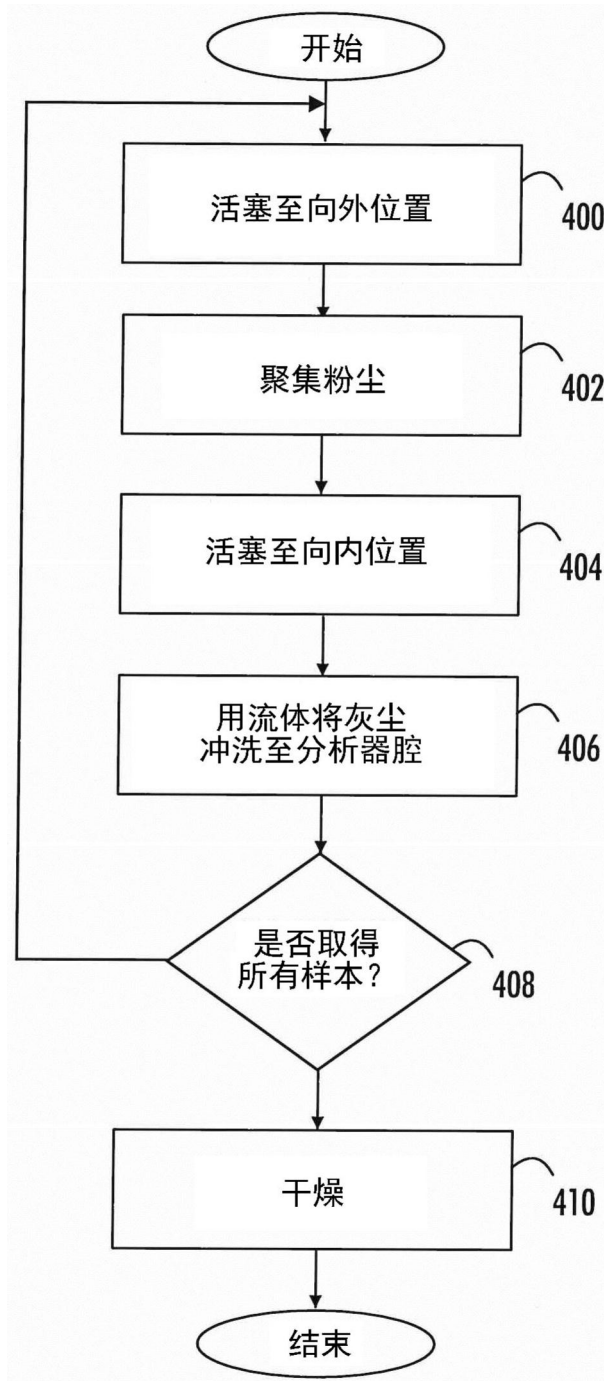 开始
活塞至向外位置
400
聚集粉尘
402
活塞至向内位置
404
用流体将灰尘
冲洗至分析器腔
406
是否取得
所有样本?
408
干燥
410
结束